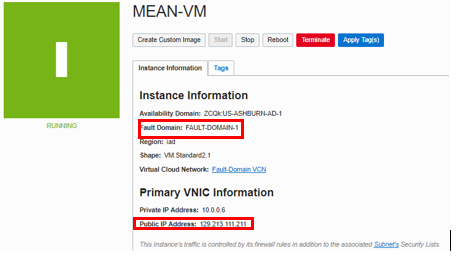 MEAN-VM
Create Custom Image Start Stop Reboot Terminate Apply Tag(s)
Instance Information Tags
Instance Information
Availability Domain: ZCQk:US-ASHBURN-AD-1
Fault Domain: FAULT-DOMAIN-1
Region: iad
Shape: VM.Standard2.1
Virtual Cloud Network: Fault-Domain VCN
Primary VNIC Information
Private IP Address: 10.0.0.6
Public IP Address: 129.213.111.211
This Instance's traffic is controlled by its firewall rules in addition to the associated Subnet's Security Lists.
RUNNING